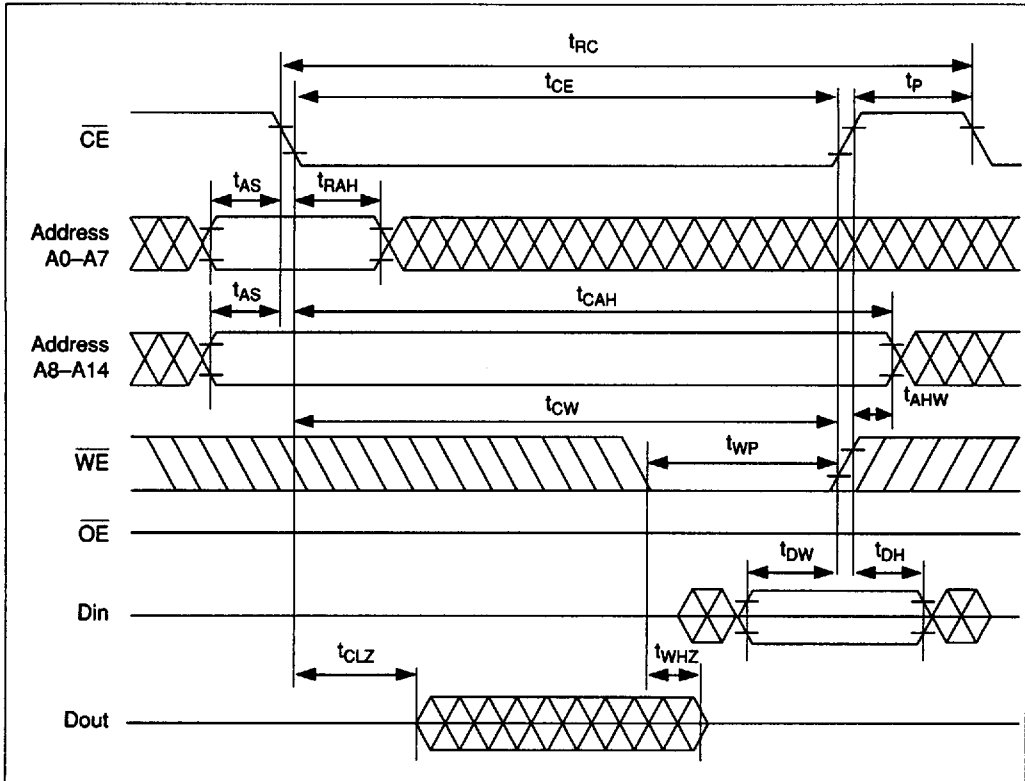 tRC
tCE
tP
CE
tAS
tRAH
Address
A0–A7
tAS
tCAH
Address
A8–A14
tCW
tAHW
WE
tWP
OE
tDW
tDH
Din
tCLZ
tWHZ
Dout